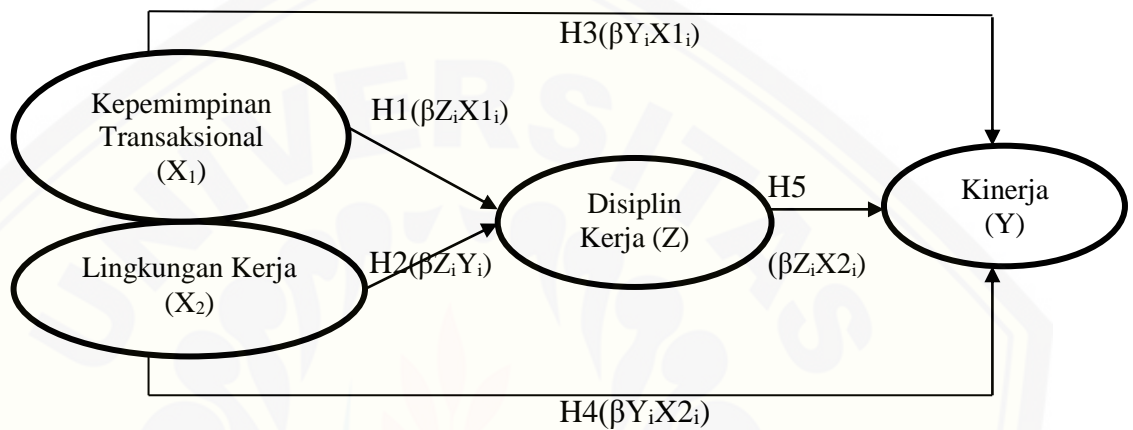 H3(βYᵢX1ᵢ)
Kepemimpinan
Transaksional
(X₁)
H1(βZᵢX1ᵢ)
Disiplin
Kerja (Z)
H5
(βZᵢX2ᵢ)
Kinerja
(Y)
Lingkungan Kerja
(X₂)
H2(βZᵢYᵢ)
H4(βYᵢX2ᵢ)
UNIVERSITAS